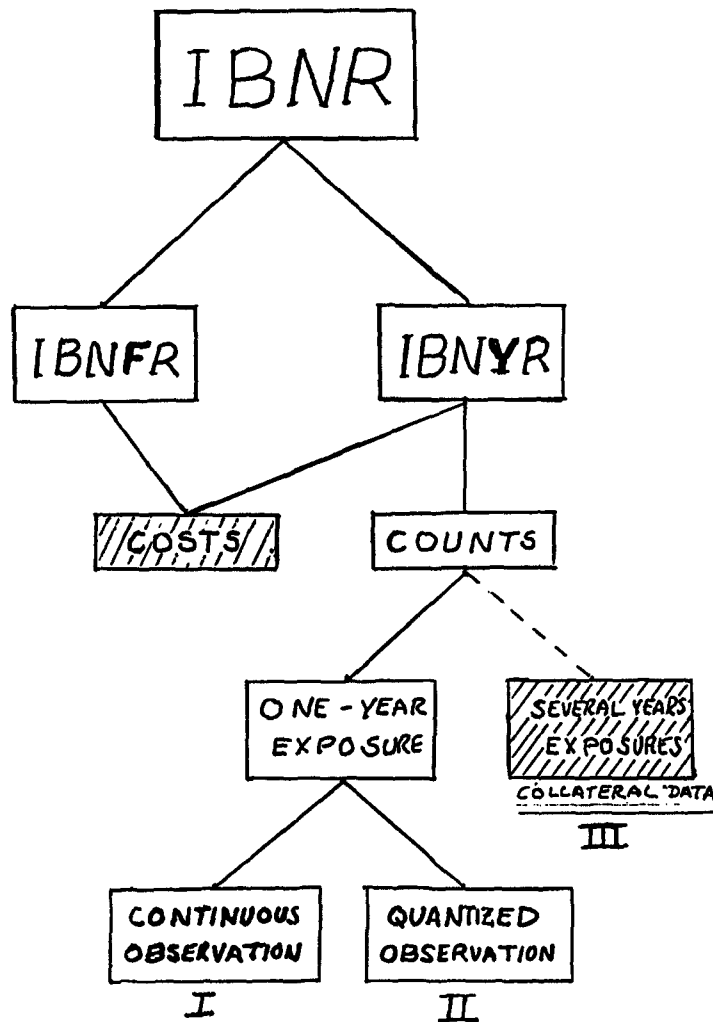 IBNR
IBNFR
IBNYR
COSTS
COUNTS
ONE-YEAR
EXPOSURE
SEVERAL YEARS
EXPOSURES
COLLATERAL DATA
III
CONTINUOUS
OBSERVATION
I
QUANTIZED
OBSERVATION
II